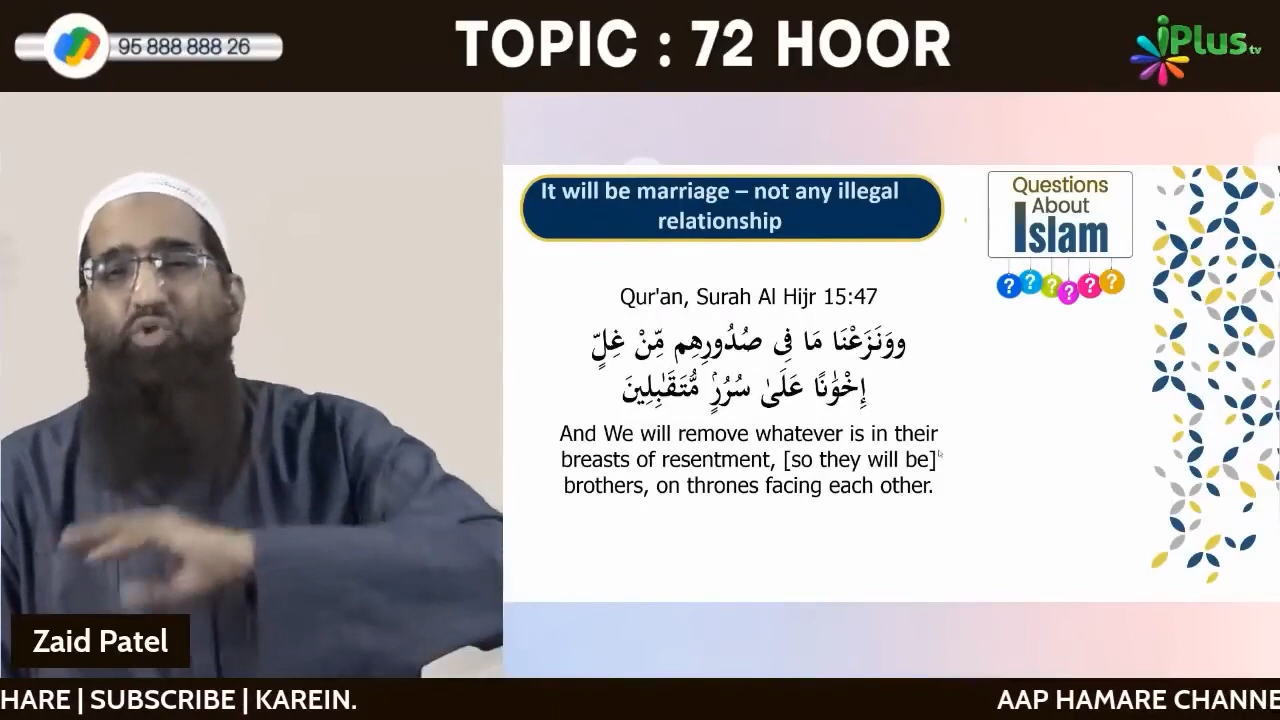 95 888 888 26
TOPIC : 72 HOOR
iPlus tv
It will be marriage – not any illegal
relationship
Questions
About
Islam
? ? ? ? ? ?
Qur'an, Surah Al Hijr 15:47
ووَنَزَعْنَا مَا فِى صُدُورِهِم مِّنْ غِلٍّ
إِخْوَٰنًا عَلَىٰ سُرُرٍۢ مُّتَقَـٰبِلِينَ
And We will remove whatever is in their
breasts of resentment, [so they will be]
brothers, on thrones facing each other.
Zaid Patel
HARE | SUBSCRIBE | KAREIN.
AAP HAMARE CHANNE